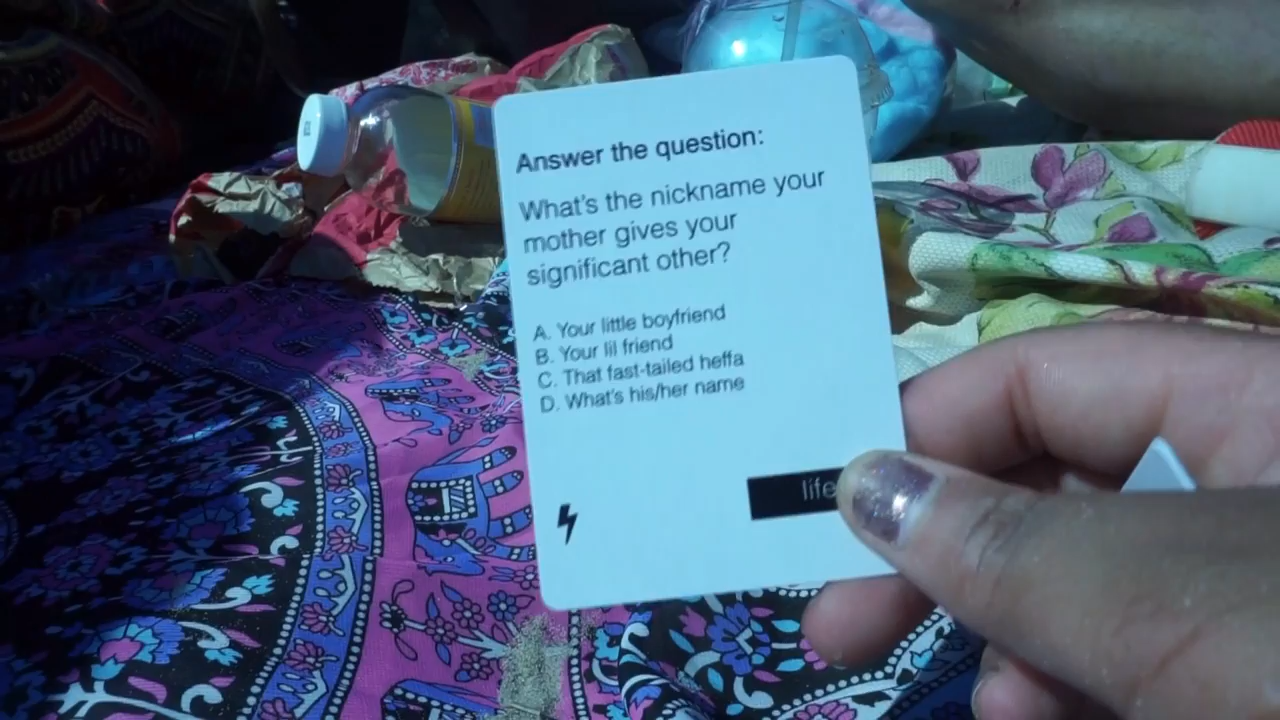 Answer the question:
What's the nickname your
mother gives your
significant other?
A. Your little boyfriend
B. Your lil friend
C. That fast-tailed heffa
D. What's his/her name
life